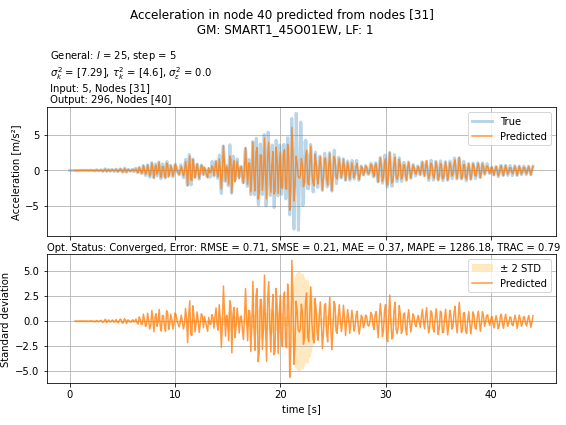 Acceleration in node 40 predicted from nodes [31]
GM: SMART1_45O01EW, LF: 1
General: l = 25, step = 5
σ²ₖ = [7.29], τ²ₖ = [4.6], σ²ε = 0.0
Input: 5, Nodes [31]
Output: 296, Nodes [40]
Acceleration [m/s²]
5
0
−5
True
Predicted
Opt. Status: Converged, Error: RMSE = 0.71, SMSE = 0.21, MAE = 0.37, MAPE = 1286.18, TRAC = 0.79
Standard deviation
5.0
2.5
0.0
−2.5
−5.0
± 2 STD
Predicted
0 10 20 30 40
time [s]